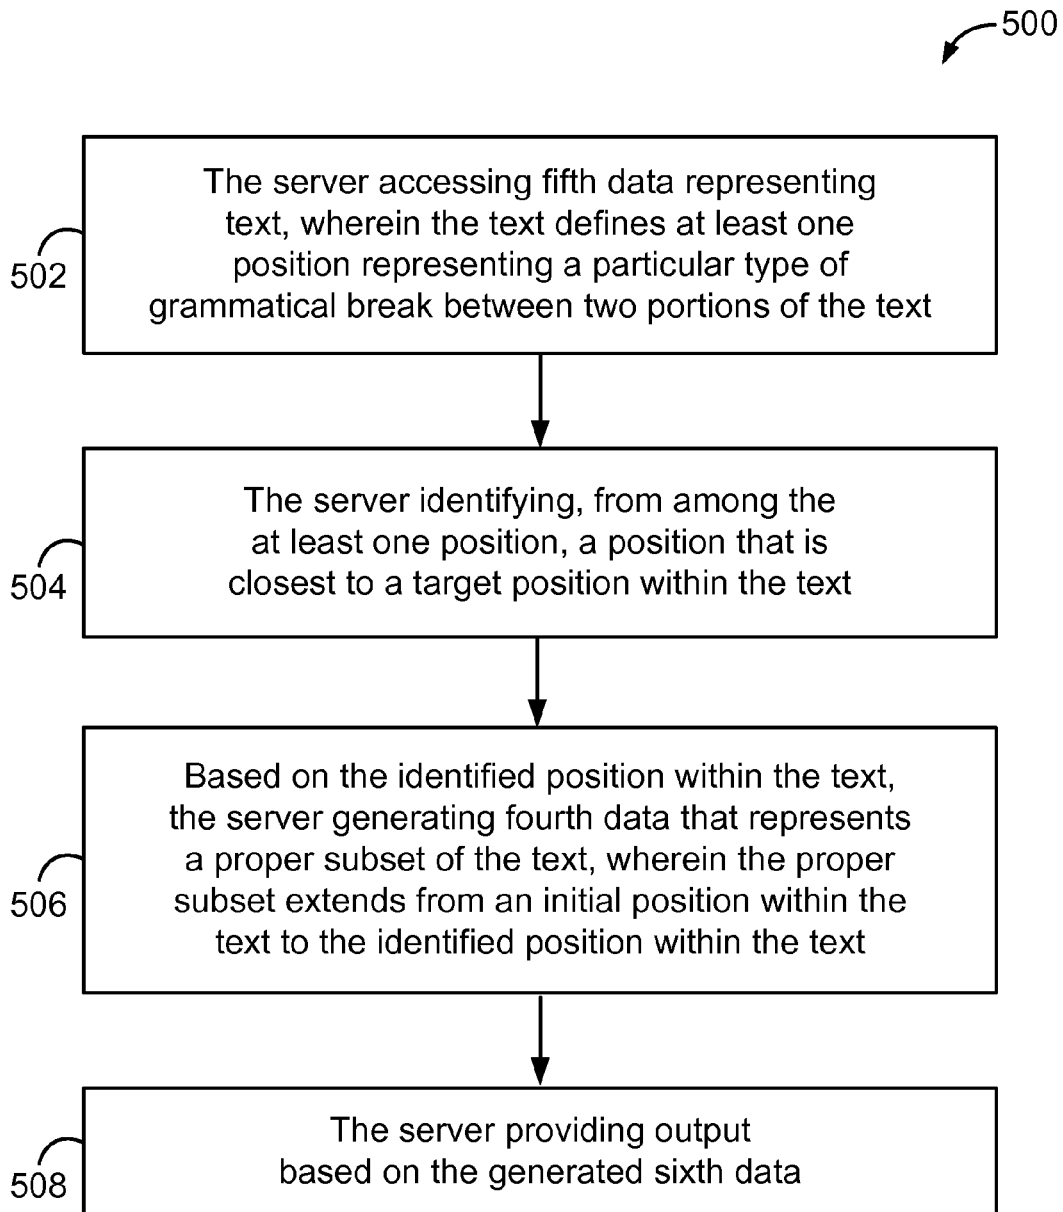 500
The server accessing fifth data representing
text, wherein the text defines at least one
position representing a particular type of
grammatical break between two portions of the text
502
The server identifying, from among the
at least one position, a position that is
closest to a target position within the text
504
Based on the identified position within the text,
the server generating fourth data that represents
a proper subset of the text, wherein the proper
subset extends from an initial position within the
text to the identified position within the text
506
The server providing output
based on the generated sixth data
508